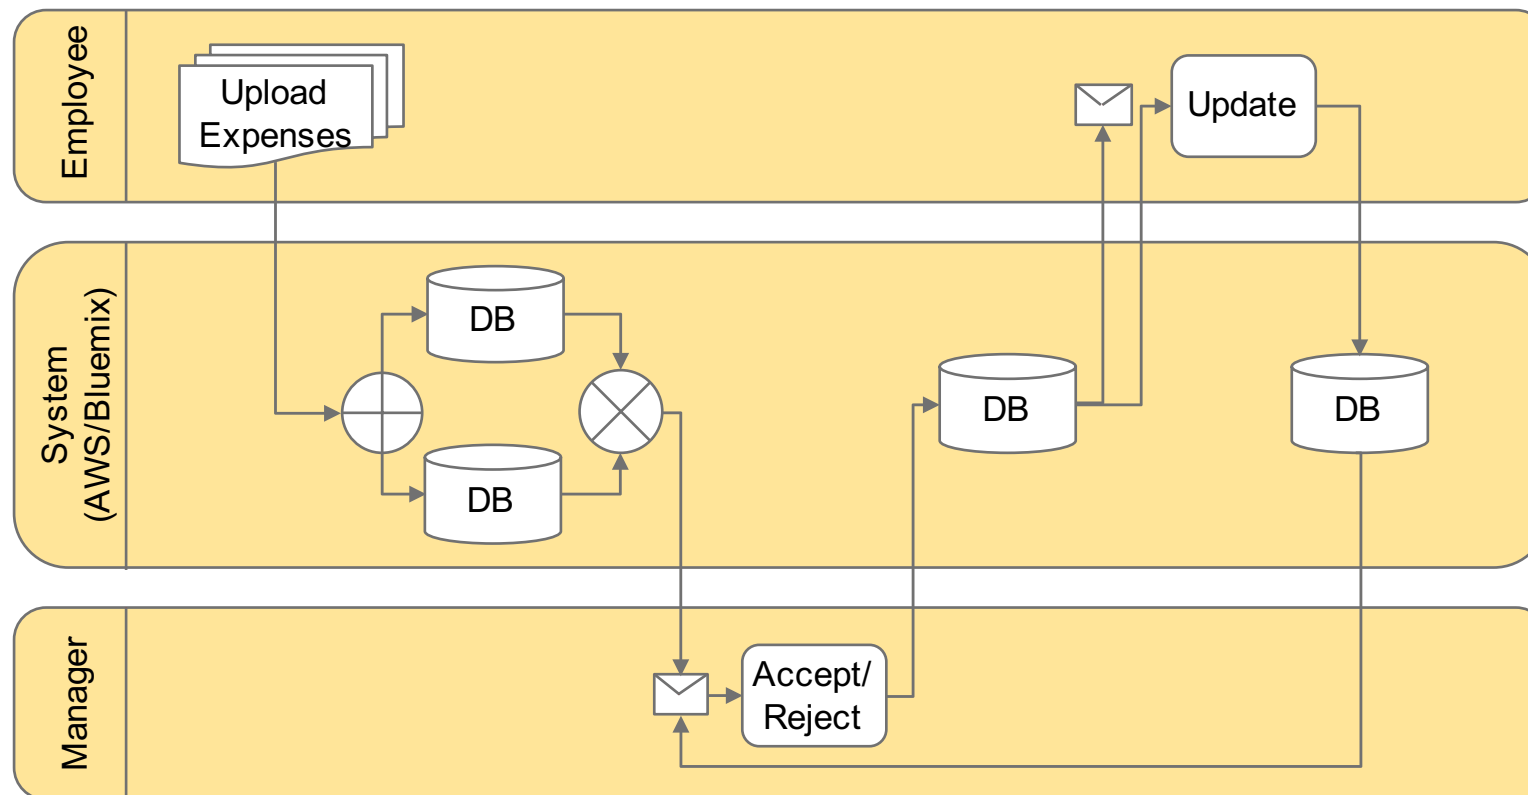 Employee
Upload
Expenses
Update
System
(AWS/Bluemix)
DB
DB
DB
DB
Manager
Accept/
Reject